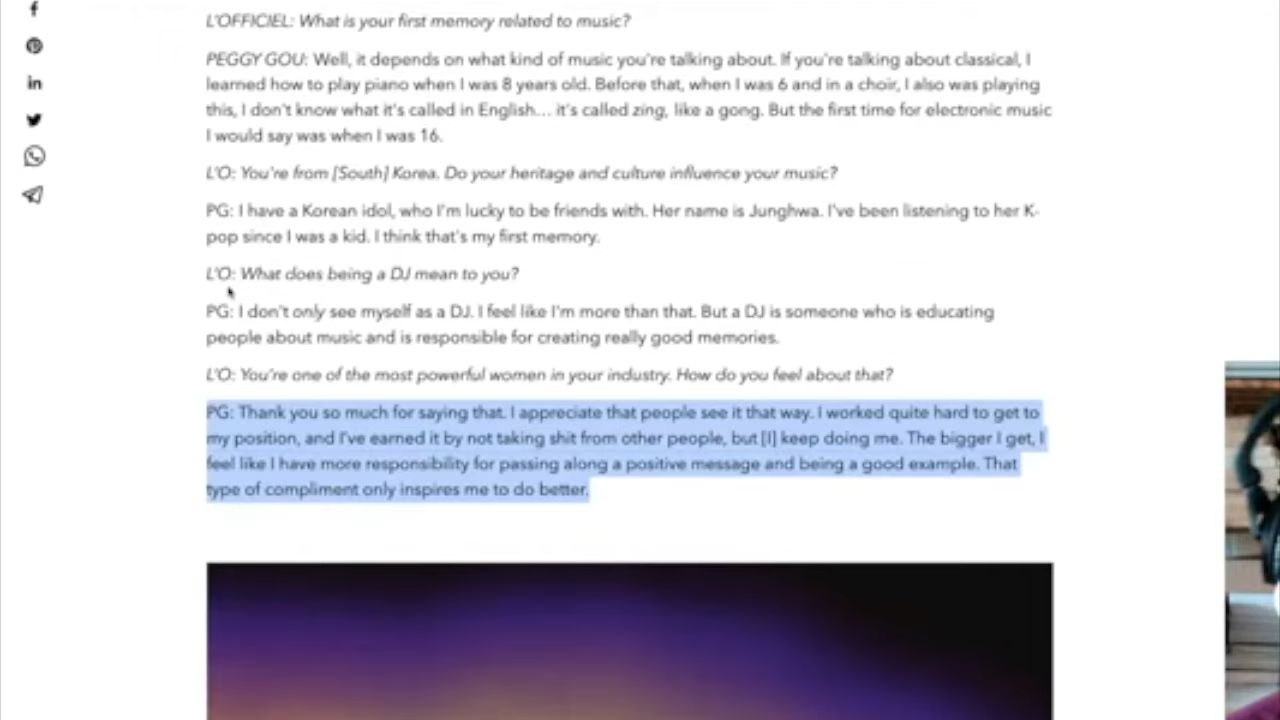 L'OFFICIEL: What is your first memory related to music?
PEGGY GOU: Well, it depends on what kind of music you're talking about. If you're talking about classical, I
learned how to play piano when I was 8 years old. Before that, when I was 6 and in a choir, I also was playing
this, I don't know what it's called in English... it's called zing, like a gong. But the first time for electronic music
I would say was when I was 16.
L'O: You're from [South] Korea. Do your heritage and culture influence your music?
PG: I have a Korean idol, who I'm lucky to be friends with. Her name is Junghwa. I've been listening to her K-
pop since I was a kid. I think that's my first memory.
L'O: What does being a DJ mean to you?
PG: I don't only see myself as a DJ. I feel like I'm more than that. But a DJ is someone who is educating
people about music and is responsible for creating really good memories.
L'O: You're one of the most powerful women in your industry. How do you feel about that?
PG: Thank you so much for saying that. I appreciate that people see it that way. I worked quite hard to get to
my position, and I've earned it by not taking shit from other people, but [I] keep doing me. The bigger I get, I
feel like I have more responsibility for passing along a positive message and being a good example. That
type of compliment only inspires me to do better.